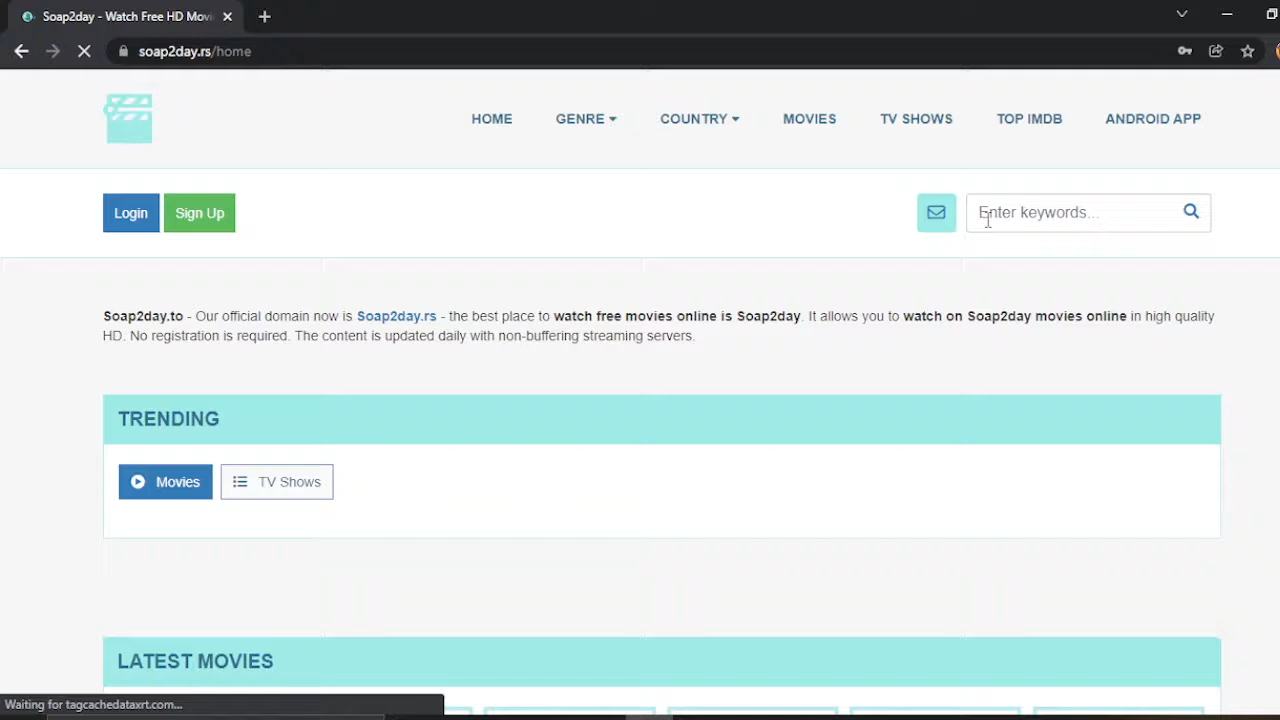 Soap2day - Watch Free HD Movi
soap2day.rs/home
HOME GENRE COUNTRY MOVIES TV SHOWS TOP IMDB ANDROID APP
Login Sign Up Enter keywords...
Soap2day.to - Our official domain now is Soap2day.rs - the best place to watch free movies online is Soap2day. It allows you to watch on Soap2day movies online in high quality
HD. No registration is required. The content is updated daily with non-buffering streaming servers.
TRENDING
Movies TV Shows
LATEST MOVIES
Waiting for tagcachedataxrt.com...